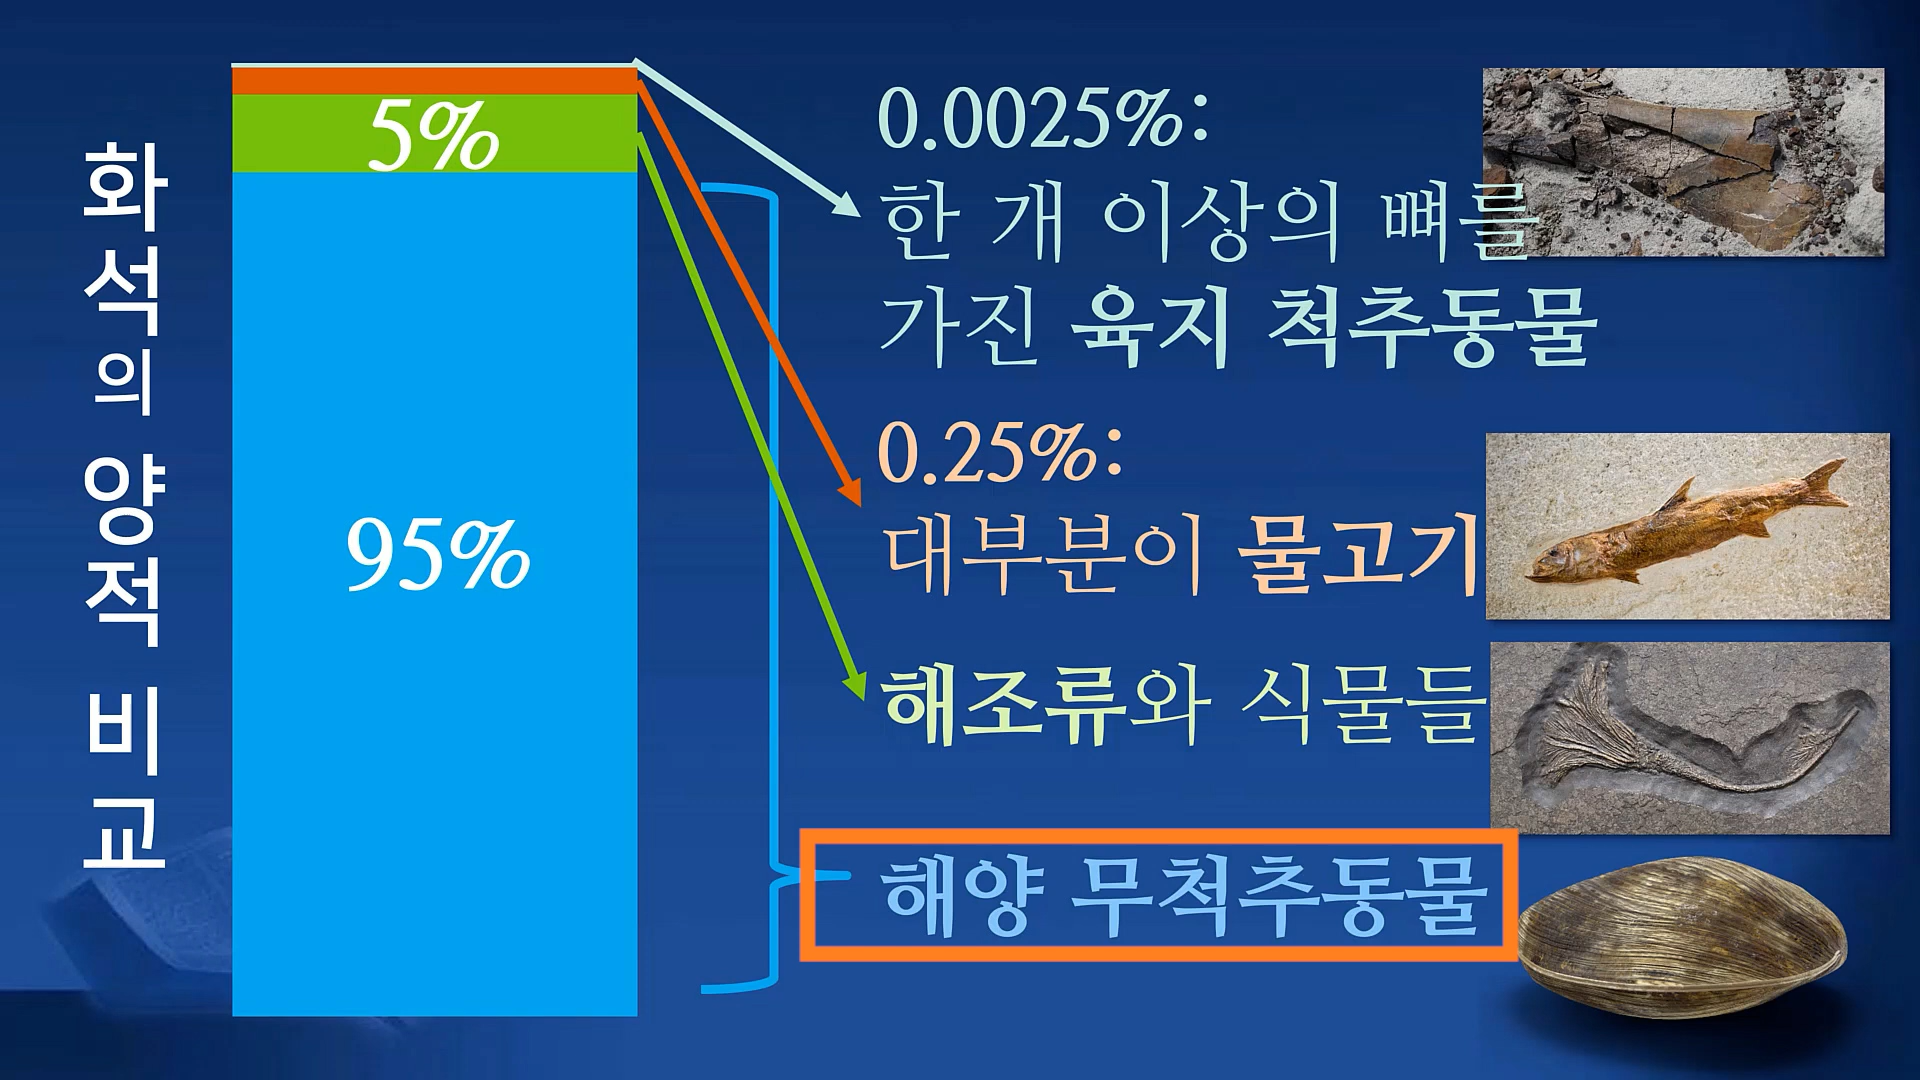 화석의 양적 비교
5%
95%
0.0025%:
한 개 이상의 뼈를
가진 육지 척추동물
0.25%:
대부분이 물고기
해조류와 식물들
해양 무척추동물